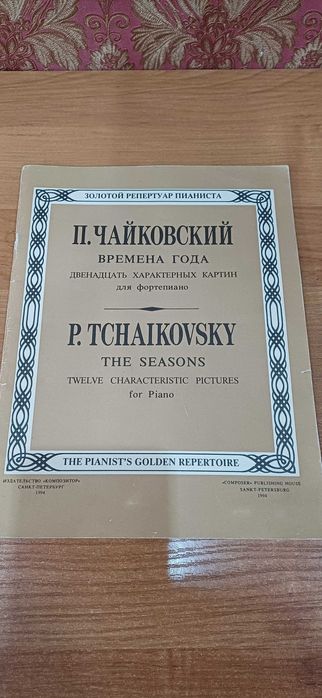 ЗОЛОТОЙ РЕПЕРТУАР ПИАНИСТА
П. ЧАЙКОВСКИЙ
ВРЕМЕНА ГОДА
ДВЕНАДЦАТЬ ХАРАКТЕРНЫХ КАРТИН
для фортепиано
P. TCHAIKOVSKY
THE SEASONS
TWELVE CHARACTERISTIC PICTURES
for Piano
THE PIANIST'S GOLDEN REPERTOIRE
ИЗДАТЕЛЬСТВО «КОМПОЗИТОР»
САНКТ-ПЕТЕРБУРГ
1994
«COMPOSER» PUBLISHING HOUSE
SANKT-PETERSBURG
1994